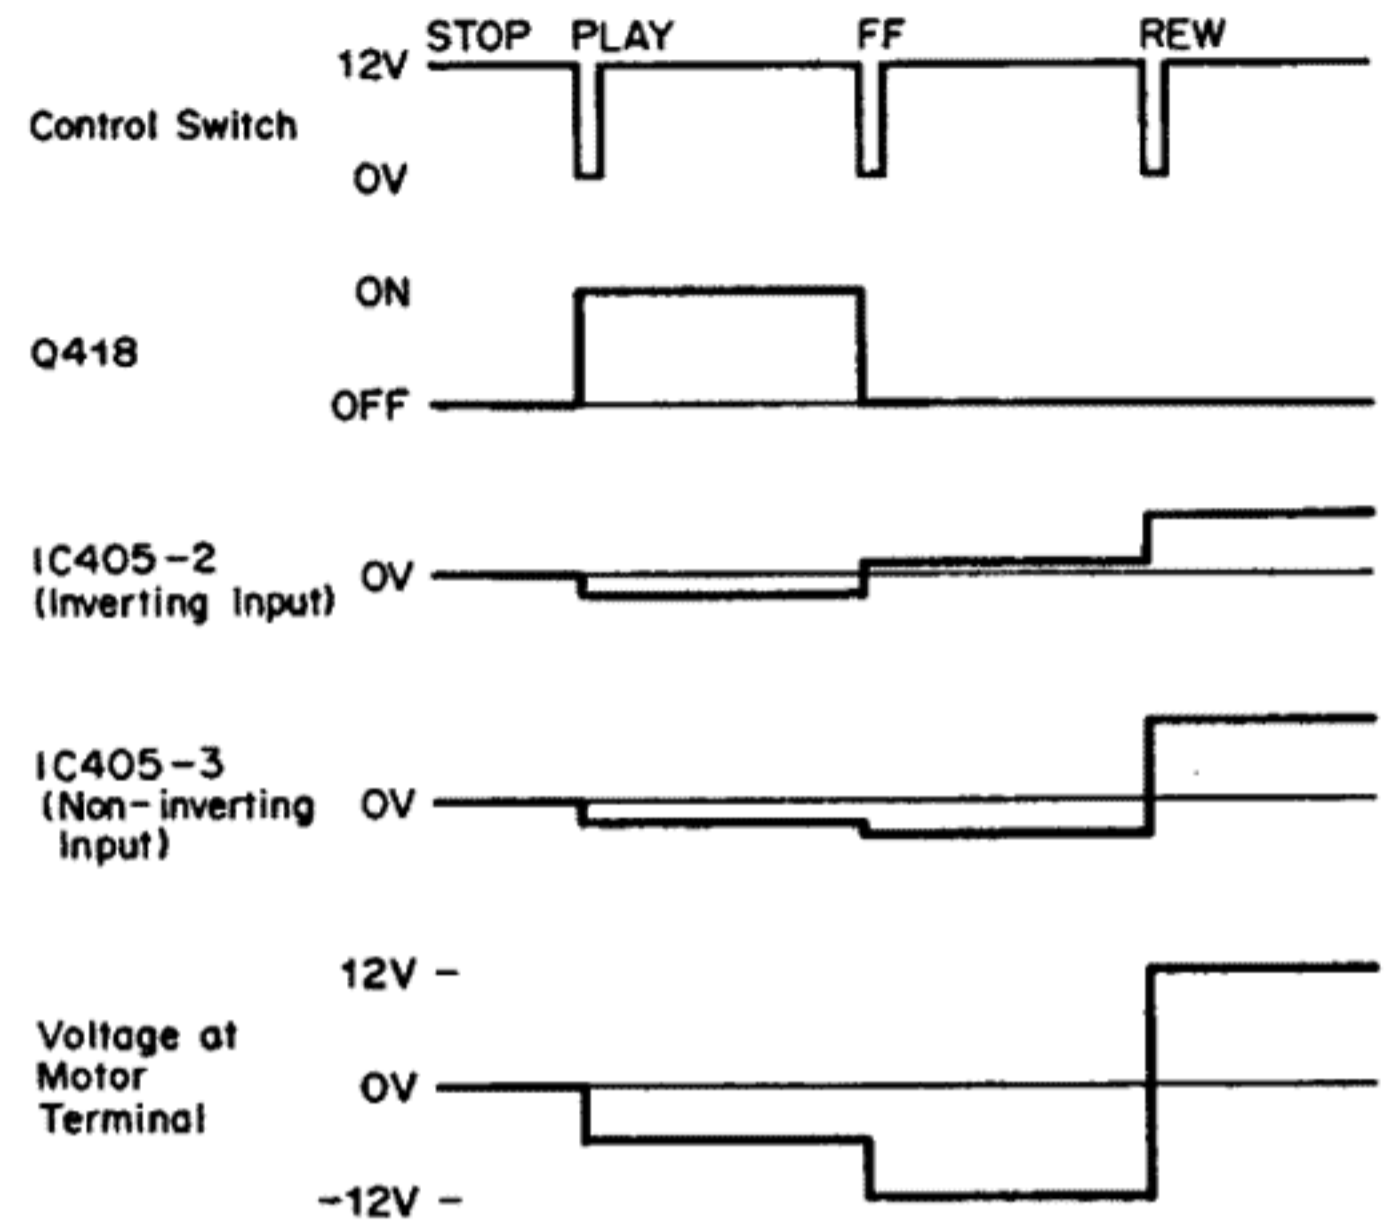 STOP PLAY FF REW
12V
Control Switch
0V
ON
Q418
OFF
IC405-2
(Inverting Input)
0V
IC405-3
(Non-inverting
Input)
0V
12V -
Voltage at
Motor
Terminal
0V
-12V -